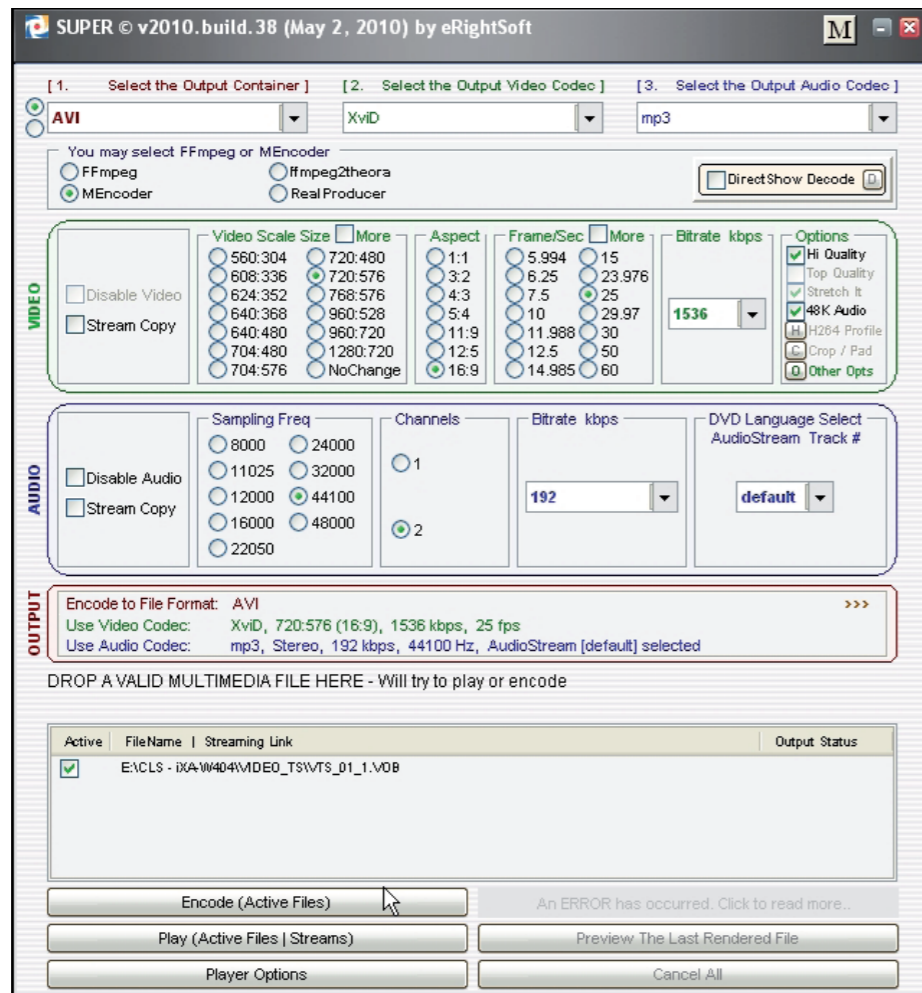 SUPER © v2010.build.38 (May 2, 2010) by eRightSoft M
[1. Select the Output Container ] [2. Select the Output Video Codec ] [3. Select the Output Audio Codec ]
AVI XviD mp3
You may select FFmpeg or MEncoder
FFmpeg ffmpeg2theora
MEncoder Real Producer
DirectShow Decode D
VIDEO
Disable Video
Stream Copy
Video Scale Size More
560:304 720:480
608:336 720:576
624:352 768:576
640:368 960:528
640:480 960:720
704:480 1280:720
704:576 NoChange
Aspect
1:1
3:2
4:3
5:4
11:9
12:5
16:9
Frame/Sec More
5.994 15
6.25 23.976
7.5 25
10 29.97
11.988 30
12.5 50
14.985 60
Bitrate kbps
1536
Options
Hi Quality
Top Quality
Stretch It
48K Audio
H H264 Profile
C Crop / Pad
O Other Opts
AUDIO
Disable Audio
Stream Copy
Sampling Freq
8000 24000
11025 32000
12000 44100
16000 48000
22050
Channels
1
2
Bitrate kbps
192
DVD Language Select
AudioStream Track #
default
OUTPUT
Encode to File Format: AVI >>>
Use Video Codec: XviD, 720:576 (16:9), 1536 kbps, 25 fps
Use Audio Codec: mp3, Stereo, 192 kbps, 44100 Hz, AudioStream [default] selected
DROP A VALID MULTIMEDIA FILE HERE - Will try to play or encode
Active FileName | Streaming Link Output Status
E:\CLS - iXA-W404\VIDEO_TS\VTS_01_1.VOB
Encode (Active Files) An ERROR has occurred. Click to read more..
Play (Active Files | Streams) Preview The Last Rendered File
Player Options Cancel All